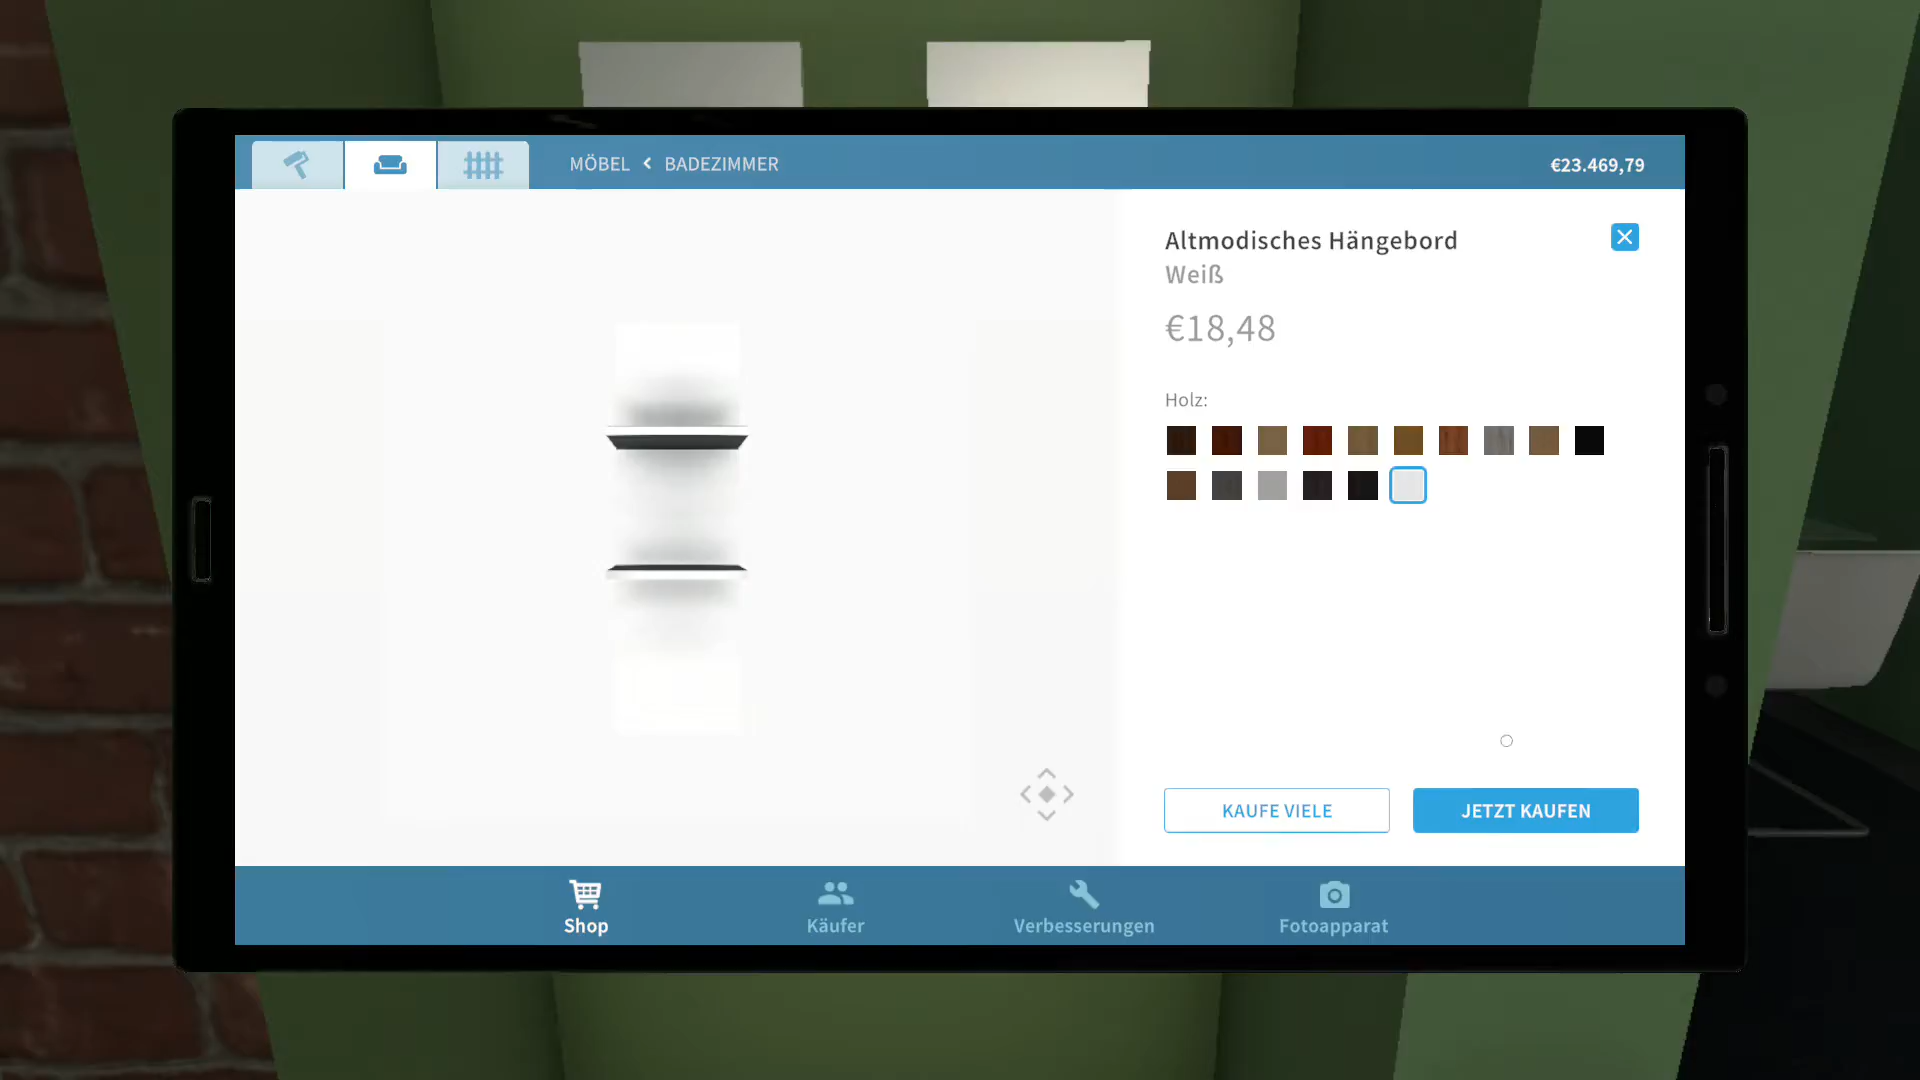 MÖBEL < BADEZIMMER
€23.469,79
Altmodisches Hängebord
Weiß
€18,48
Holz:
KAUFE VIELE
JETZT KAUFEN
Shop
Käufer
Verbesserungen
Fotoapparat